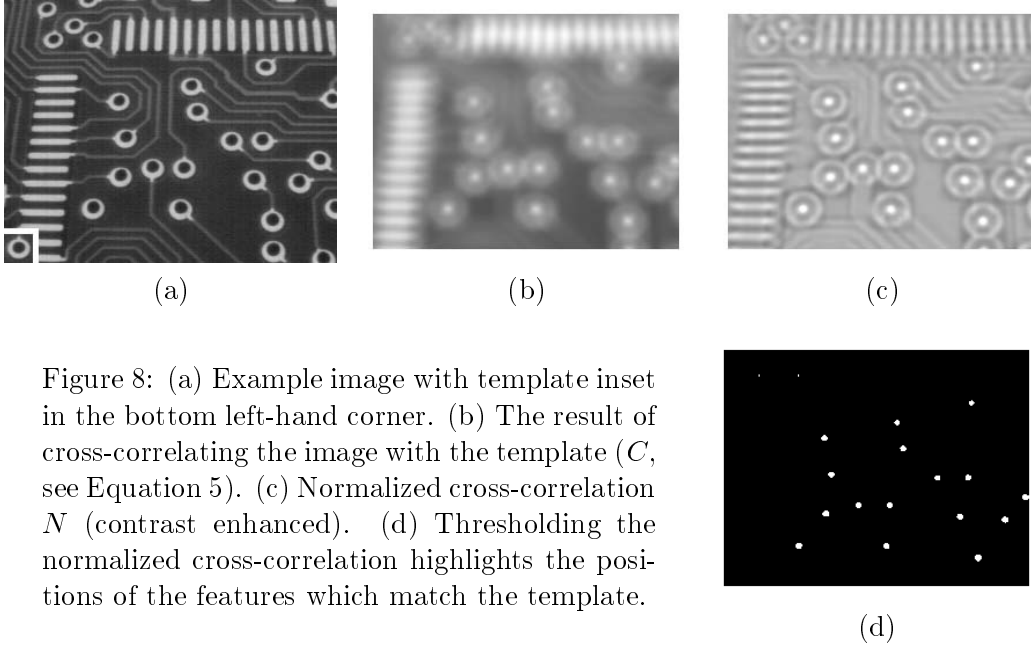 (a)
(b)
(c)
Figure 8: (a) Example image with template inset
in the bottom left-hand corner. (b) The result of
cross-correlating the image with the template (C,
see Equation 5). (c) Normalized cross-correlation
N (contrast enhanced). (d) Thresholding the
normalized cross-correlation highlights the posi-
tions of the features which match the template.
(d)